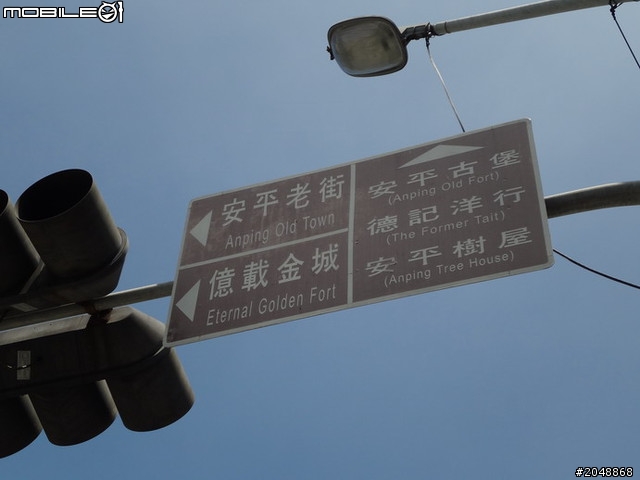 MOBILE01
安平老街
Anping Old Town
億載金城
Eternal Golden Fort
安平古堡
(Anping Old Fort)
德記洋行
(The Former Tait)
安平樹屋
(Anping Tree House)
#2048868